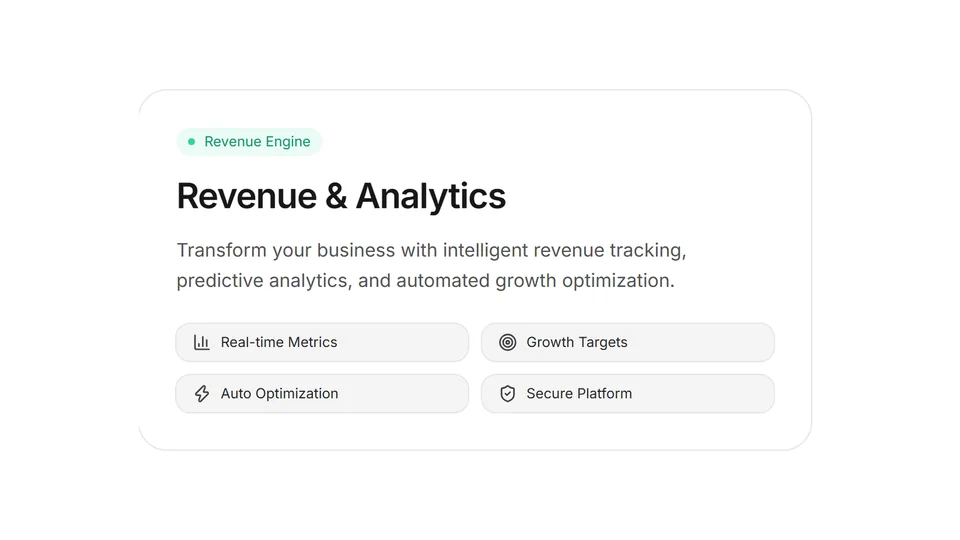 Revenue Engine
Revenue & Analytics
Transform your business with intelligent revenue tracking,
predictive analytics, and automated growth optimization.
Real-time Metrics
Growth Targets
Auto Optimization
Secure Platform